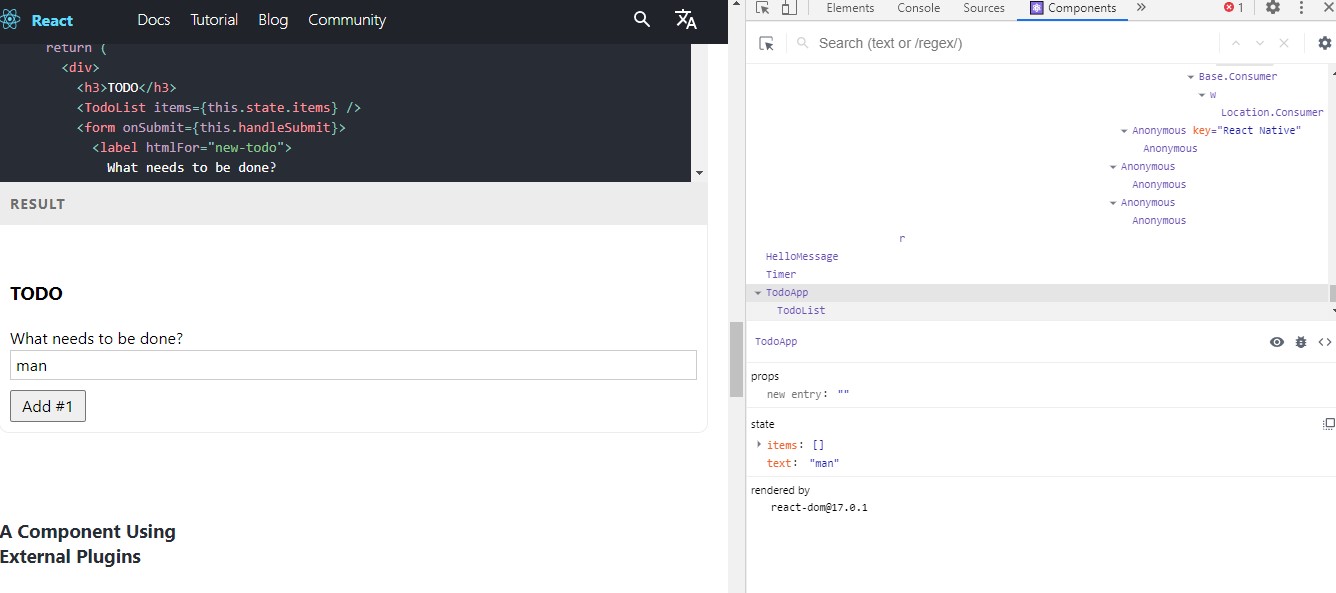 React Docs Tutorial Blog Community
return (
<div>
<h3>TODO</h3>
<TodoList items={this.state.items} />
<form onSubmit={this.handleSubmit}>
<label htmlFor="new-todo">
What needs to be done?
RESULT
TODO
What needs to be done?
man
Add #1
A Component Using
External Plugins
Elements Console Sources Components » 1
Search (text or /regex/)
Base.Consumer
w
Location.Consumer
Anonymous key="React Native"
Anonymous
Anonymous
Anonymous
Anonymous
Anonymous
r
HelloMessage
Timer
TodoApp
TodoList
TodoApp
props
new entry: ""
state
items: []
text: "man"
rendered by
react-dom@17.0.1